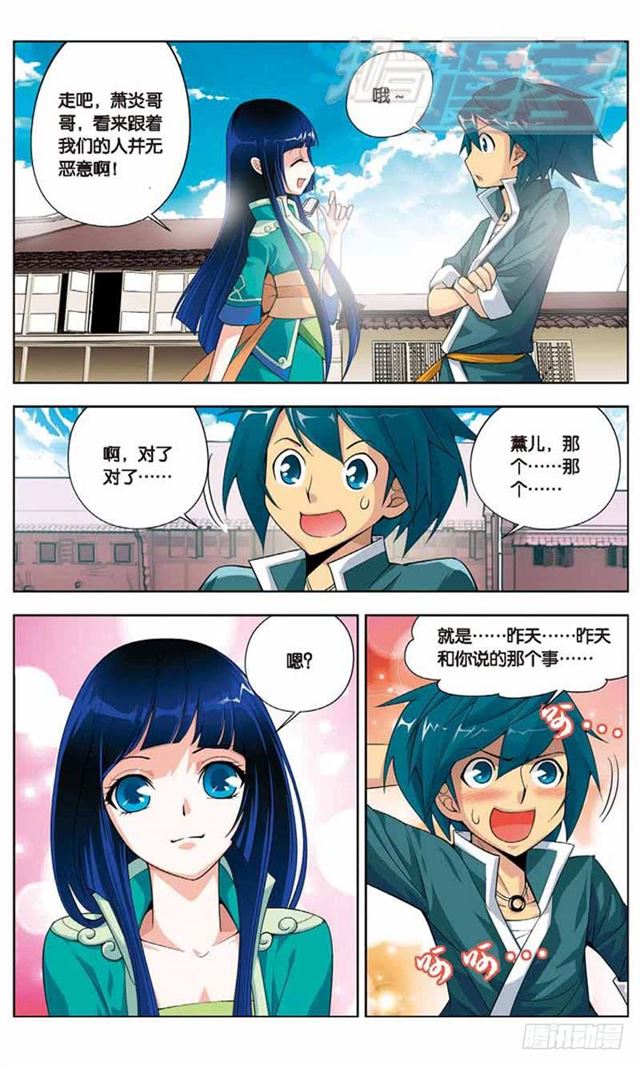 走吧，萧炎哥
哥，看来跟着
我们的人并无
恶意啊！
哦~
啊，对了
对了……
薰儿，那
个……那
个……
嗯？
就是……昨天……昨天
和你说的那个事……
呵…
呵呵…
腾讯动漫